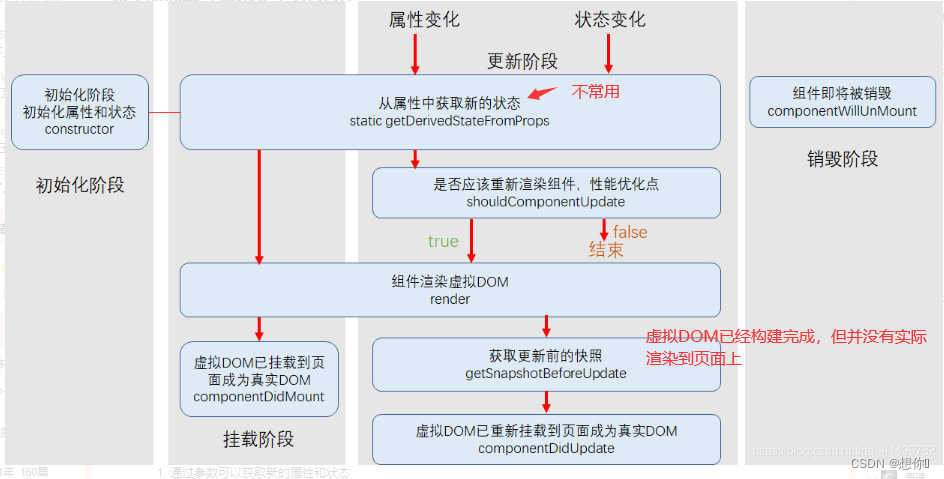 属性变化
状态变化
更新阶段
初始化阶段
初始化属性和状态
constructor
初始化阶段
从属性中获取新的状态
static getDerivedStateFromProps
不常用
组件即将被销毁
componentWillUnMount
销毁阶段
是否应该重新渲染组件，性能优化点
shouldComponentUpdate
true
false
结束
组件渲染虚拟DOM
render
虚拟DOM已经构建完成，但并没有实际
渲染到页面上
虚拟DOM已挂载到页
面成为真实DOM
componentDidMount
挂载阶段
获取更新前的快照
getSnapshotBeforeUpdate
虚拟DOM已重新挂载到页面成为真实DOM
componentDidUpdate
CSDN @想你
年 160篇
1. 通过参数可以获取新的属性和状态